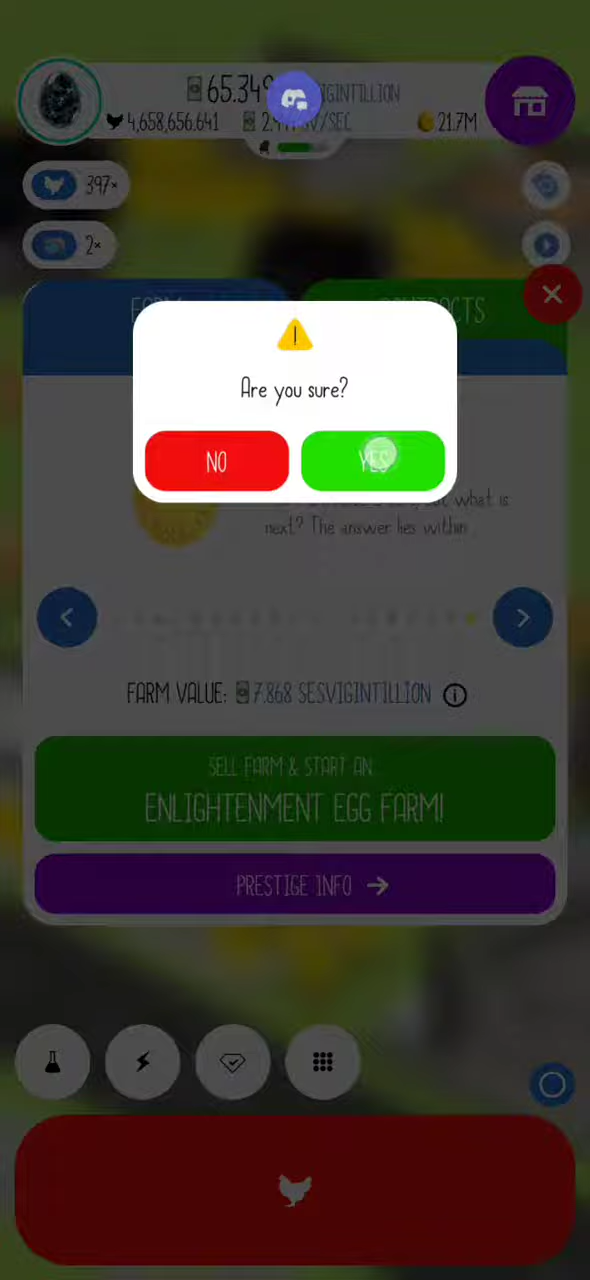 65.349
VIGINTILLION
4,658,656,641
/SEC
21.7M
397×
2×
FARM
CONTRACTS
Are you sure?
NO
YES
what is
next? The answer lies within
FARM VALUE: 7.868 SESVIGINTILLION
SELL FARM & START AN
ENLIGHTENMENT EGG FARM!
PRESTIGE INFO →